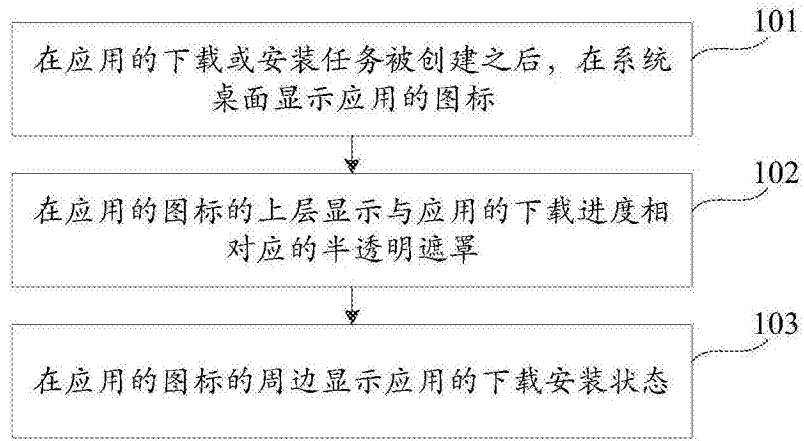 101
在应用的下载或安装任务被创建之后，在系统
桌面显示应用的图标
102
在应用的图标的上层显示与应用的下载进度相
对应的半透明遮罩
103
在应用的图标的周边显示应用的下载安装状态